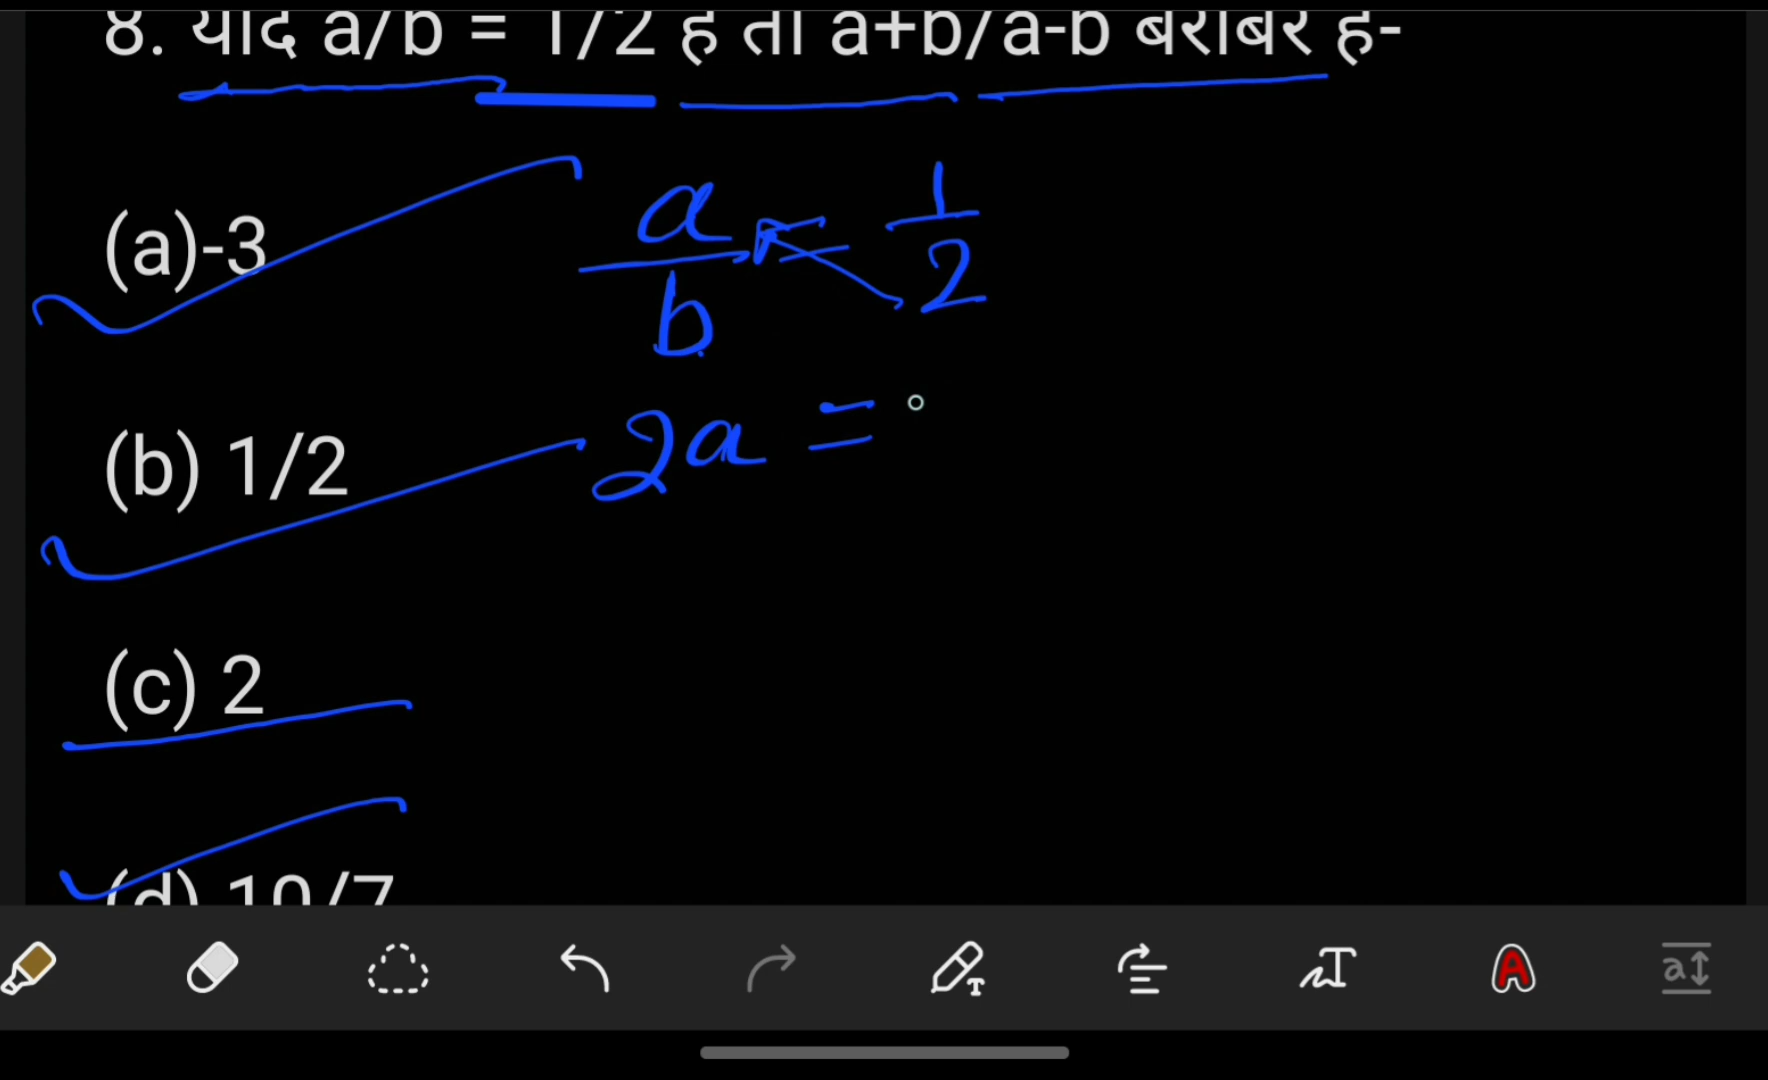 8. यदि a/b = 1/2 है तो a+b/a-b बराबर है-
(a)-3
a/b = 1/2
(b) 1/2
2a =
(c) 2
(d) 10/7